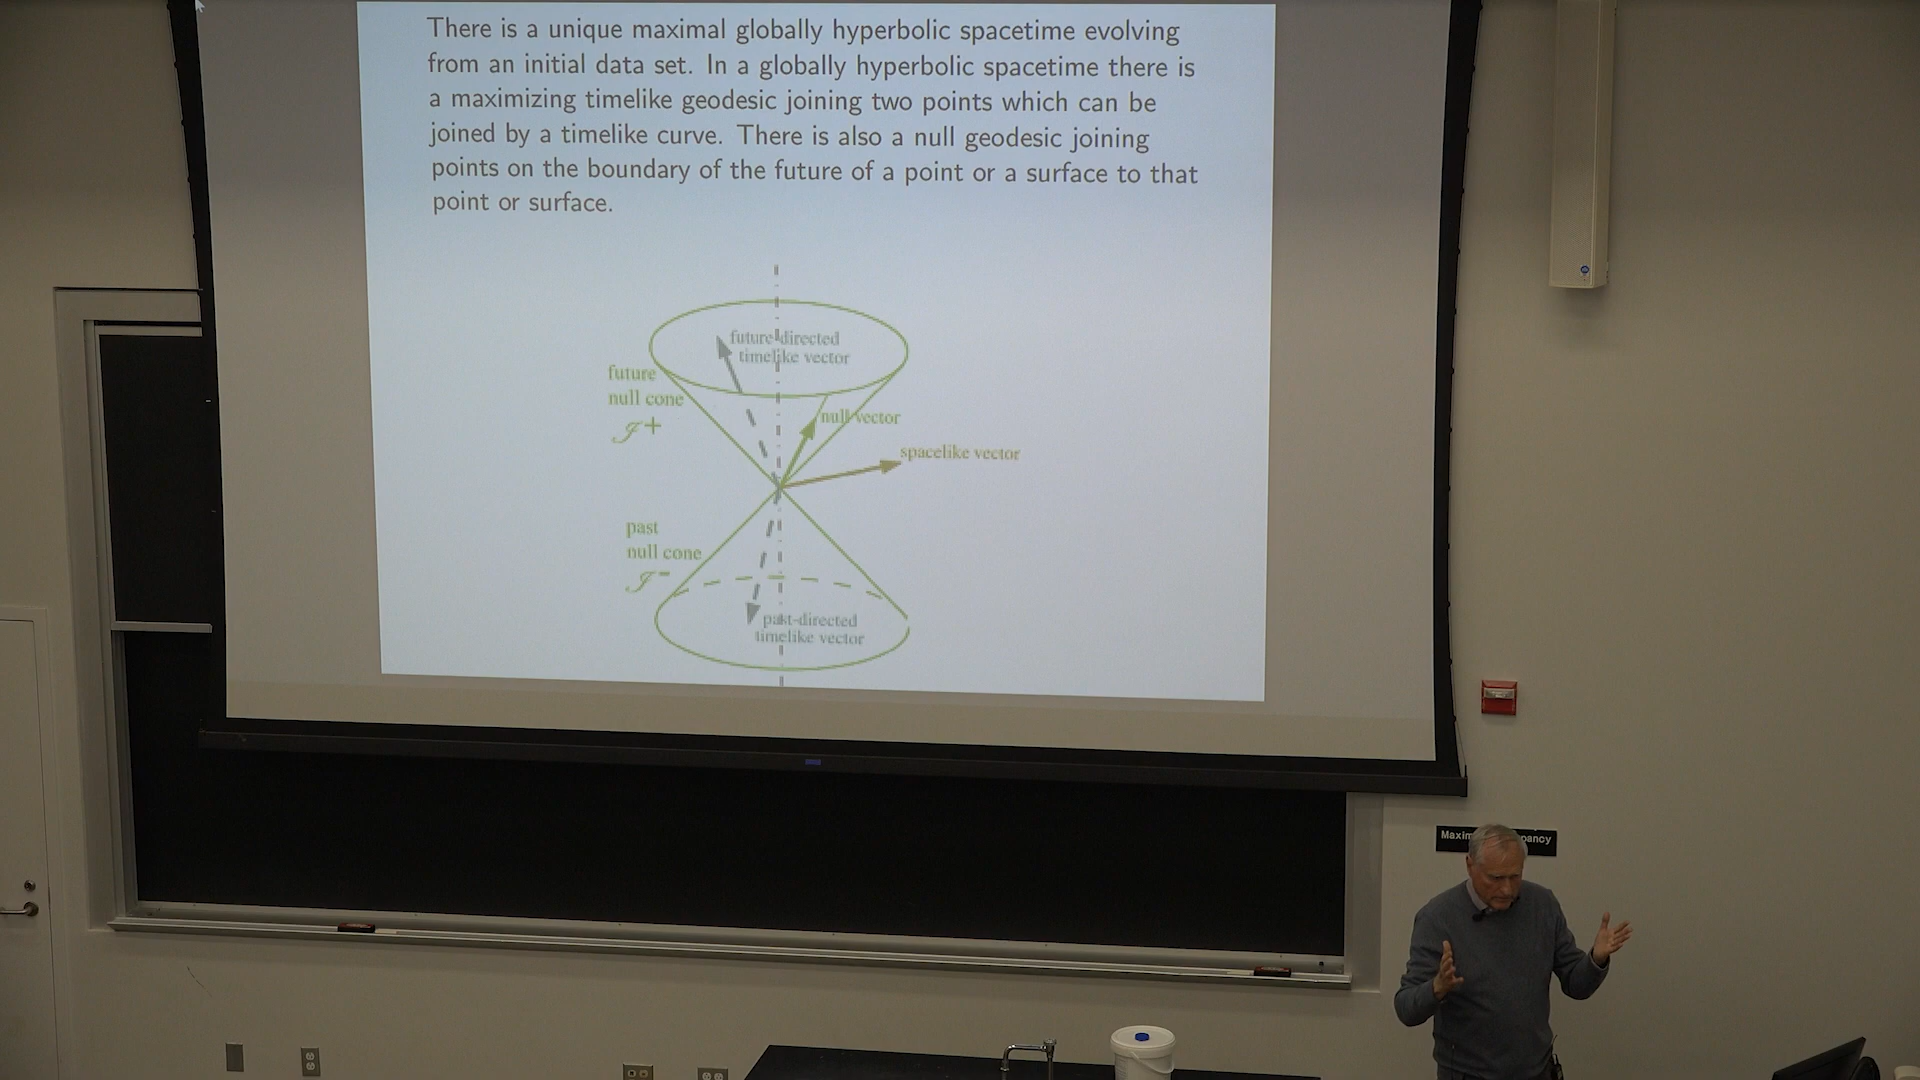 There is a unique maximal globally hyperbolic spacetime evolving
from an initial data set. In a globally hyperbolic spacetime there is
a maximizing timelike geodesic joining two points which can be
joined by a timelike curve. There is also a null geodesic joining
points on the boundary of the future of a point or a surface to that
point or surface.
future-directed
timelike vector
future
null cone
𝒥+
null vector
spacelike vector
past
null cone
𝒥-
past-directed
timelike vector